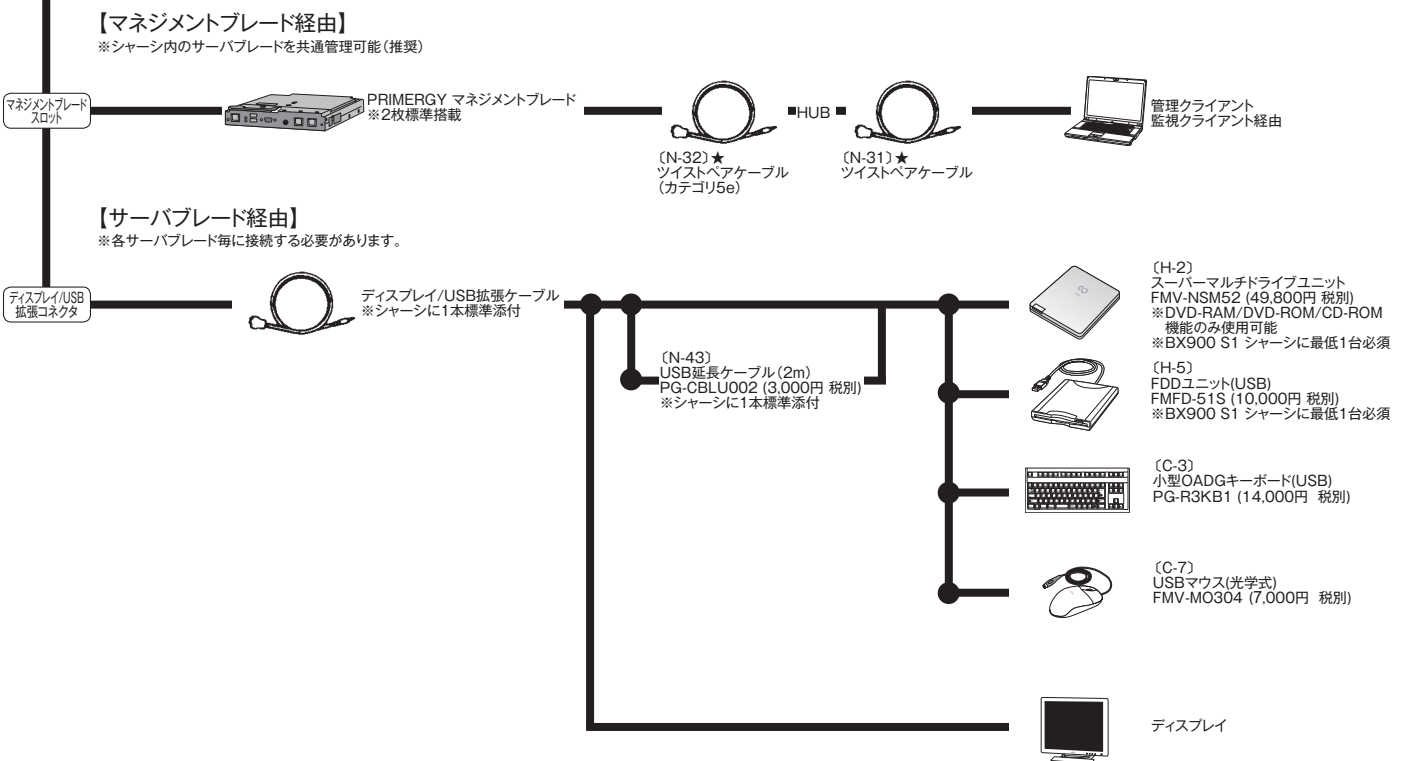 【マネジメントブレード経由】
※シャーシ内のサーバブレードを共通管理可能（推奨）
マネジメントブレード
スロット
PRIMERGY マネジメントブレード
※2枚標準搭載
〔N-32〕★
ツイストペアケーブル
（カテゴリ5e）
HUB
〔N-31〕★
ツイストペアケーブル
管理クライアント
監視クライアント経由
【サーバブレード経由】
※各サーバブレード毎に接続する必要があります。
ディスプレイ/USB
拡張コネクタ
ディスプレイ/USB拡張ケーブル
※シャーシに1本標準添付
〔N-43〕
USB延長ケーブル（2m）
PG-CBLU002 (3,000円 税別)
※シャーシに1本標準添付
〔H-2〕
スーパーマルチドライブユニット
FMV-NSM52 (49,800円 税別)
※DVD-RAM/DVD-ROM/CD-ROM
機能のみ使用可能
※BX900 S1 シャーシに最低1台必須
〔H-5〕
FDDユニット(USB)
FMFD-51S (10,000円 税別)
※BX900 S1 シャーシに最低1台必須
〔C-3〕
小型OADGキーボード(USB)
PG-R3KB1 (14,000円 税別)
〔C-7〕
USBマウス(光学式)
FMV-MO304 (7,000円 税別)
ディスプレイ